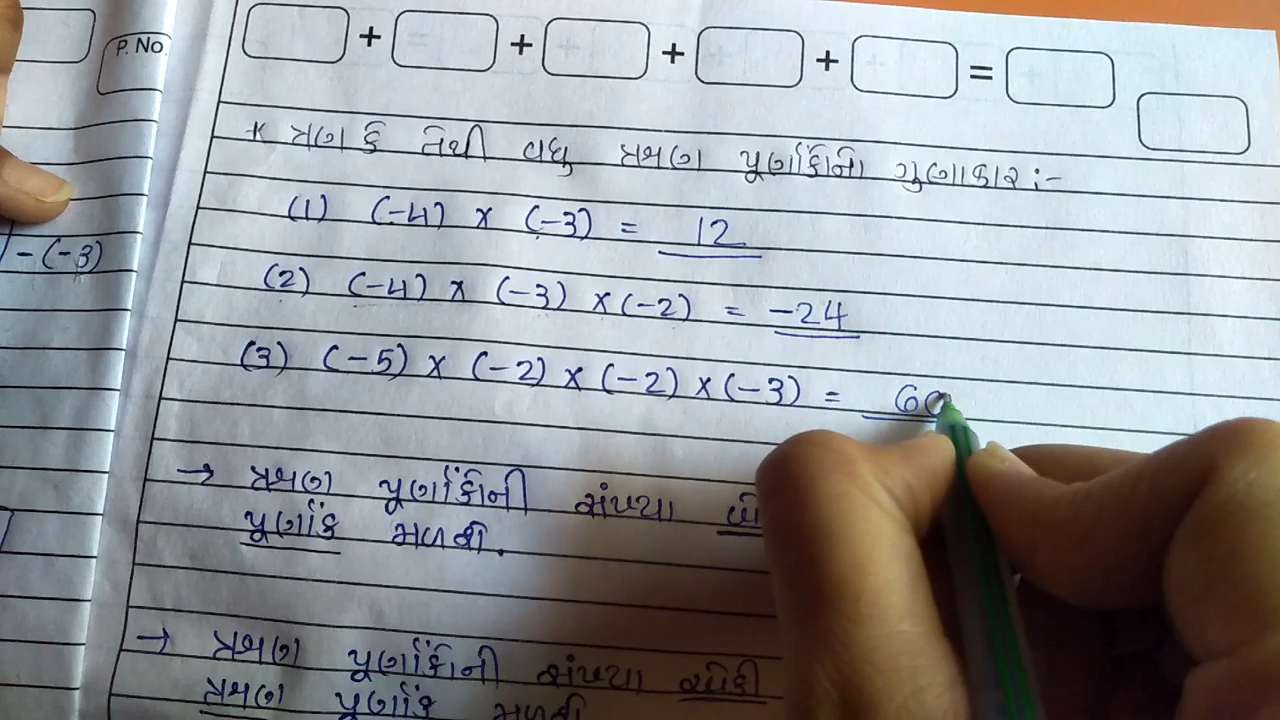 P. No.
+ + + + =
* ત્રણ કે તેથી વધુ ઋણ પૂર્ણાંકોનો ગુણાકાર :-
(1) (-4) × (-3) = 12
- (-3)
(2) (-4) × (-3) × (-2) = -24
(3) (-5) × (-2) × (-2) × (-3) = 60
→ ઋણ પૂર્ણાંકોની સંખ્યા
પૂર્ણાંક મળશે.
→ ઋણ પૂર્ણાંકોની સંખ્યા એકી
ઋણ પૂર્ણાંક મળશે